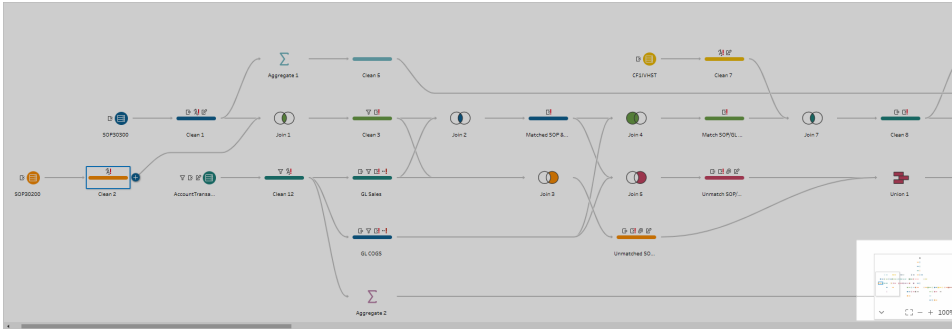 Aggregate 1
Clean 5
CF1IVHST
Clean 7
SOP30300
Clean 1
Join 1
Clean 3
Join 2
Matched SOP &...
Join 4
Match SOP/GL ...
Join 7
Clean 8
SOP30200
Clean 2
AccountTransa...
Clean 12
GL Sales
Join 3
Join 5
Unmatch SOP/...
Union 1
GL COGS
Unmatched SO...
Aggregate 2
100%